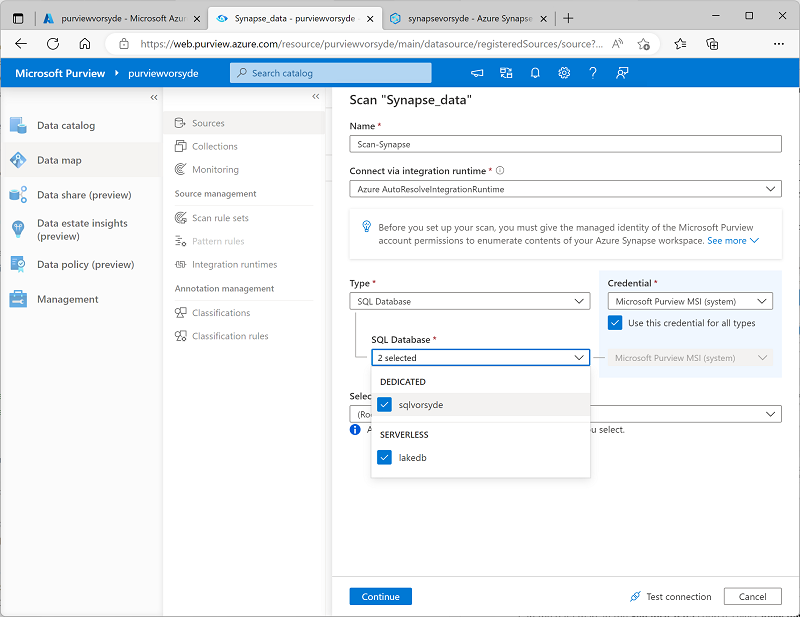 purviewvorsyde - Microsoft Azu
Synapse_data - purviewvorsyde -
synapsevorsyde - Azure Synapse
https://web.purview.azure.com/resource/purviewvorsyde/main/datasource/registeredSources/source?...
Microsoft Purview
purviewvorsyde
Search catalog
Data catalog
Data map
Data share (preview)
Data estate insights
(preview)
Data policy (preview)
Management
Sources
Collections
Monitoring
Source management
Scan rule sets
Pattern rules
Integration runtimes
Annotation management
Classifications
Classification rules
Scan "Synapse_data"
Name *
Scan-Synapse
Connect via integration runtime *
Azure AutoResolveIntegrationRuntime
Before you set up your scan, you must give the managed identity of the Microsoft Purview
account permissions to enumerate contents of your Azure Synapse workspace. See more
Type *
SQL Database
Credential *
Microsoft Purview MSI (system)
Use this credential for all types
SQL Database *
2 selected
Microsoft Purview MSI (system)
DEDICATED
sqlvorsyde
SERVERLESS
lakedb
Selec
(Ro
u select.
Continue
Test connection
Cancel